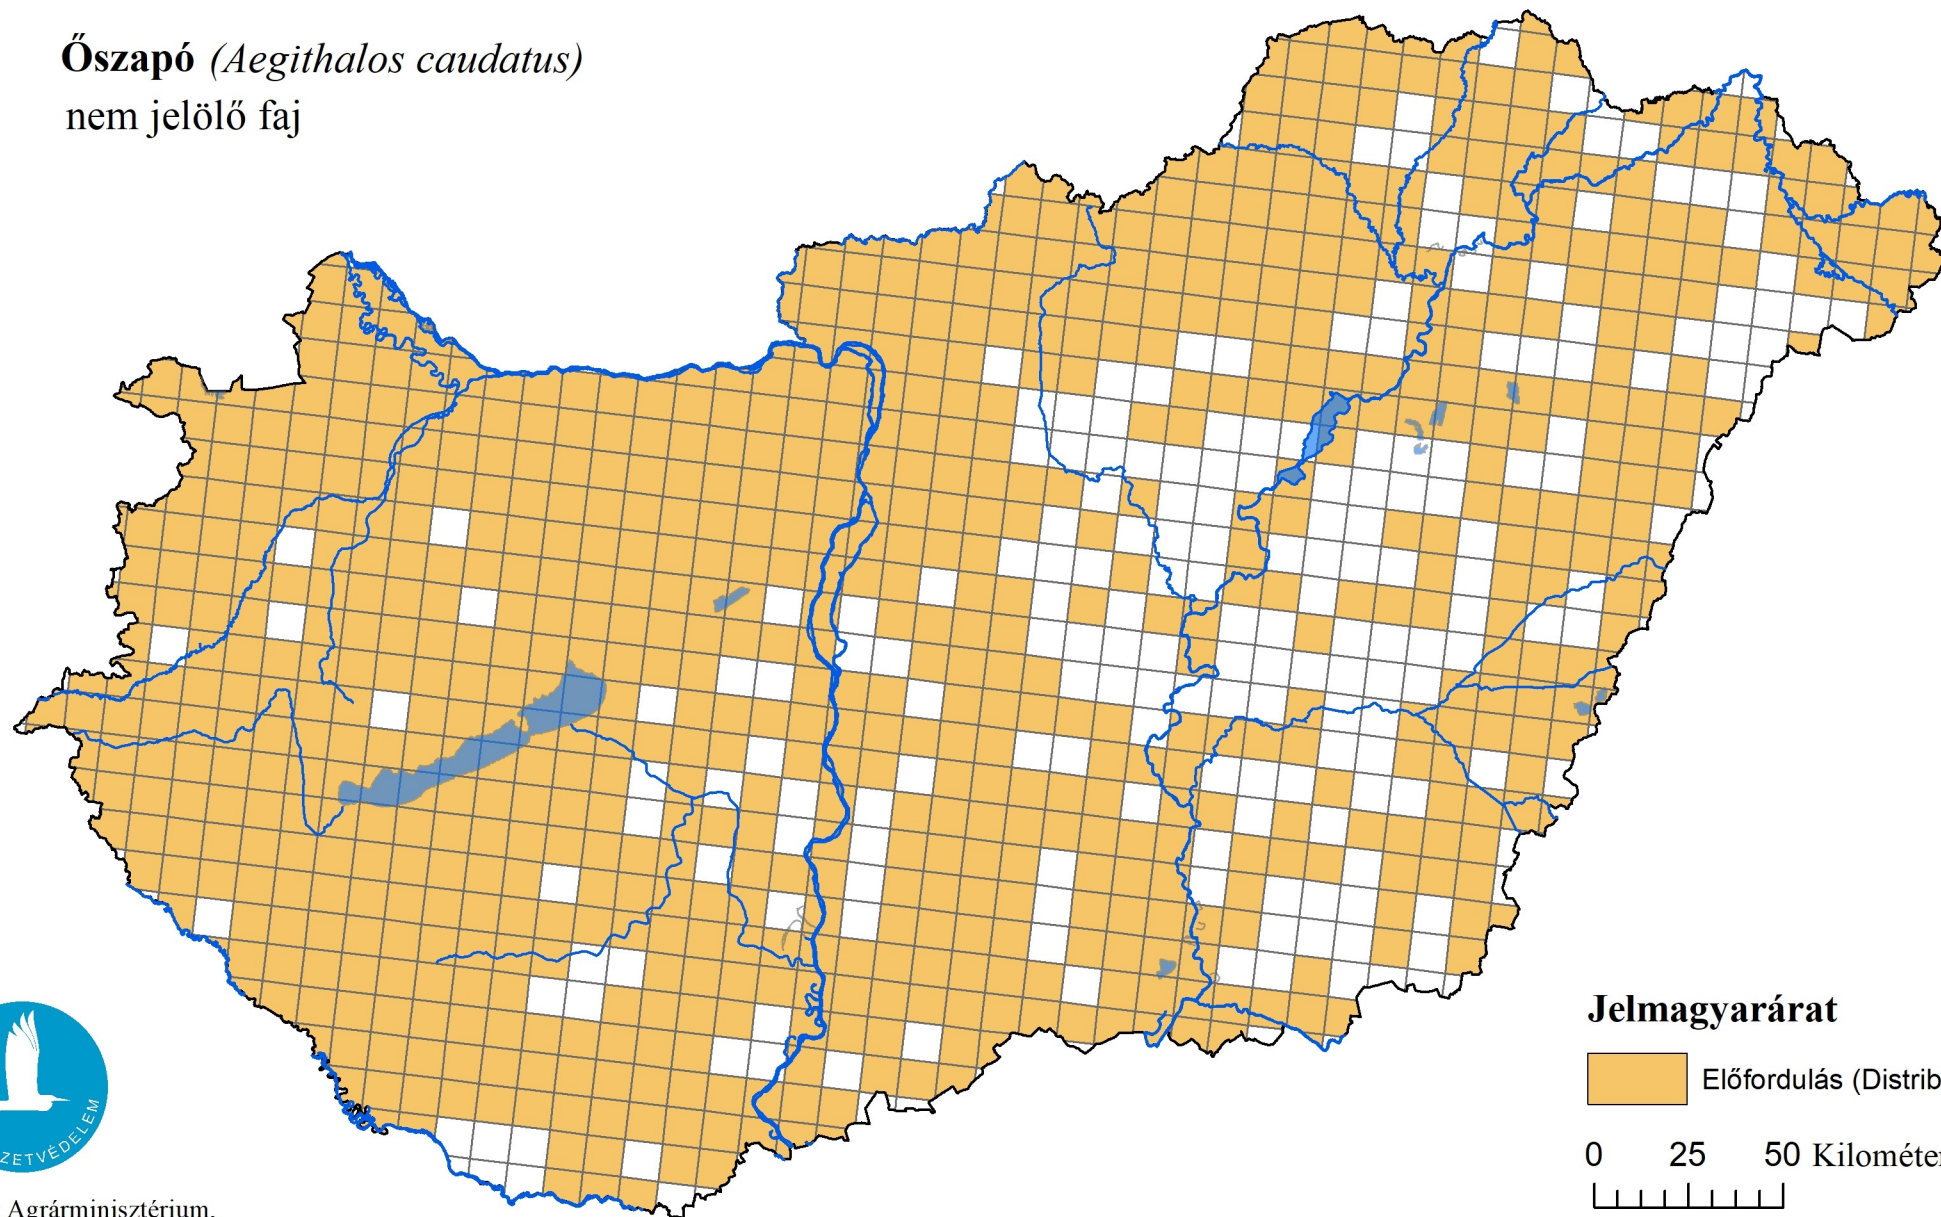 Őszapó (Aegithalos caudatus)
nem jelölő faj
Jelmagyarárat
Előfordulás (Distrib
0 25 50 Kilométer
ZETVÉDELEM
Agrárminisztérium,